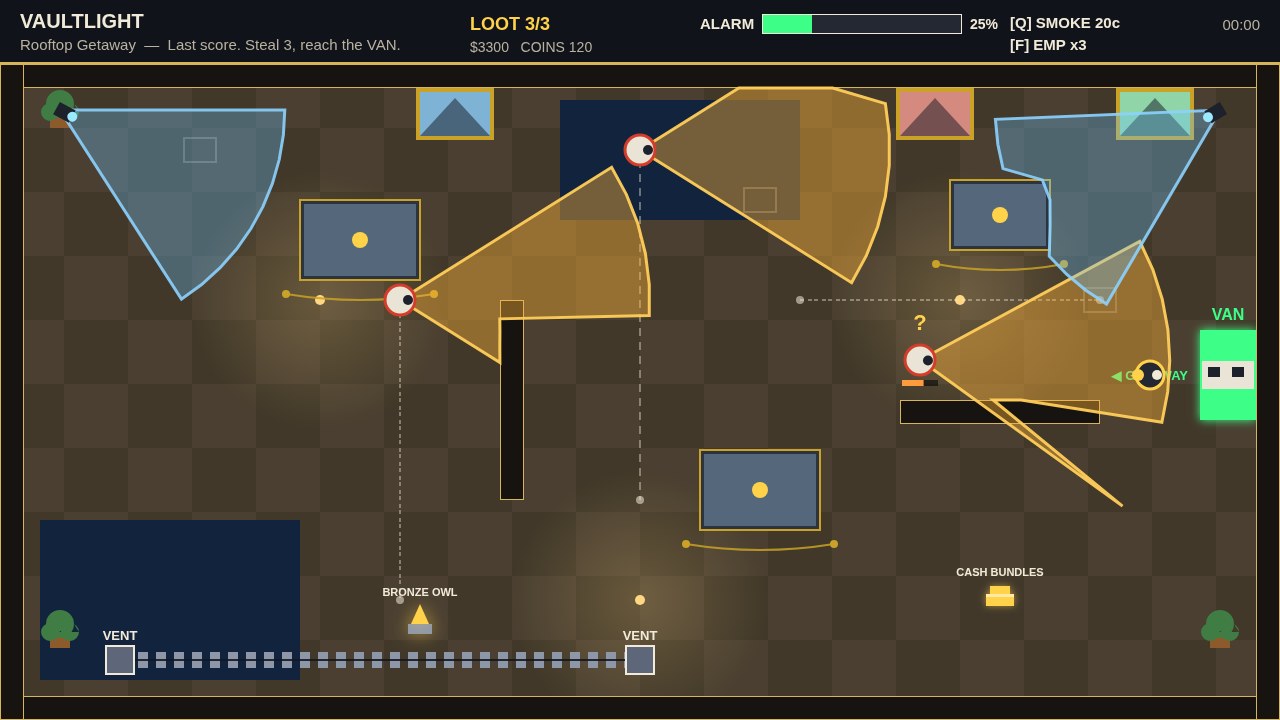 VAULTLIGHT
Rooftop Getaway — Last score. Steal 3, reach the VAN.
LOOT 3/3
$3300 COINS 120
ALARM
25%
[Q] SMOKE 20c
[F] EMP x3
00:00
?
VAN
BRONZE OWL
CASH BUNDLES
VENT
VENT